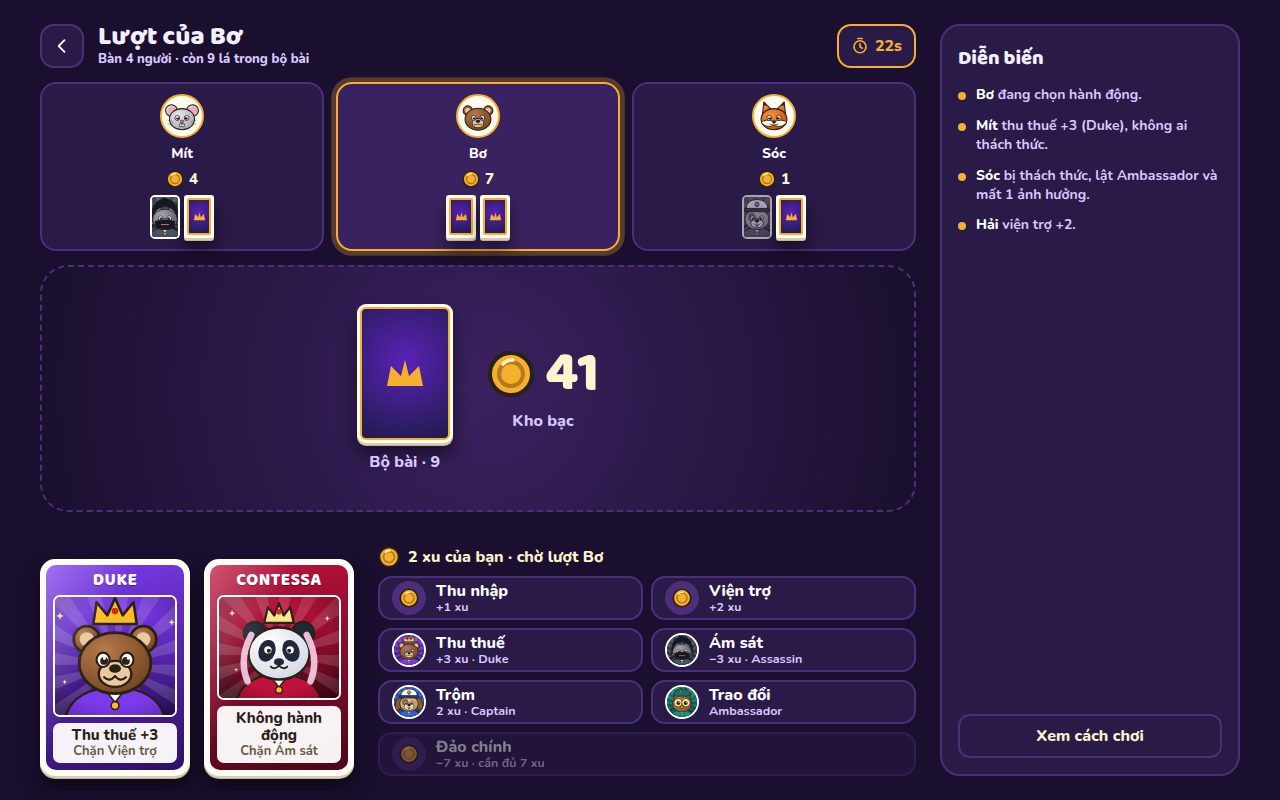 Lượt của Bơ
Bàn 4 người · còn 9 lá trong bộ bài
22s
Mít
4
Bơ
7
Sóc
1
41
Kho bạc
Bộ bài · 9
DUKE
Thu thuế +3
Chặn Viện trợ
CONTESSA
Không hành
động
Chặn Ám sát
2 xu của bạn · chờ lượt Bơ
Thu nhập
+1 xu
Viện trợ
+2 xu
Thu thuế
+3 xu · Duke
Ám sát
−3 xu · Assassin
Trộm
2 xu · Captain
Trao đổi
Ambassador
Đảo chính
−7 xu · cần đủ 7 xu
Diễn biến
Bơ đang chọn hành động.
Mít thu thuế +3 (Duke), không ai
thách thức.
Sóc bị thách thức, lật Ambassador và
mất 1 ảnh hưởng.
Hải viện trợ +2.
Xem cách chơi